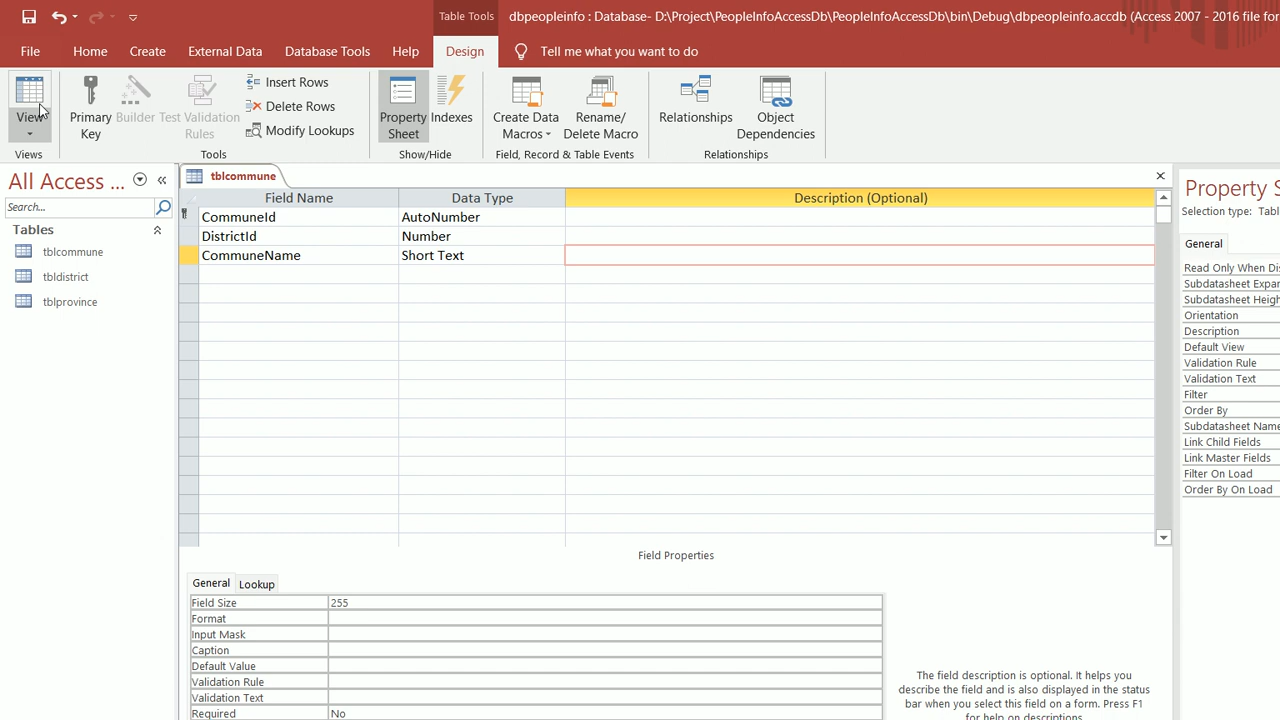 Table Tools
dbpeopleinfo : Database- D:\Project\PeopleInfoAccessDb\PeopleInfoAccessDb\bin\Debug\dbpeopleinfo.accdb (Access 2007 - 2016 file for
File Home Create External Data Database Tools Help Design Tell me what you want to do
View
Views
Primary Key
Builder
Test Validation Rules
Insert Rows
Delete Rows
Modify Lookups
Tools
Property Sheet
Indexes
Show/Hide
Create Data Macros
Rename/ Delete Macro
Field, Record & Table Events
Relationships
Object Dependencies
Relationships
All Access ...
Search...
Tables
tblcommune
tbldistrict
tblprovince
tblcommune
Field Name Data Type Description (Optional)
CommuneId AutoNumber
DistrictId Number
CommuneName Short Text
Field Properties
General Lookup
Field Size 255
Format
Input Mask
Caption
Default Value
Validation Rule
Validation Text
Required No
The field description is optional. It helps you
describe the field and is also displayed in the status
bar when you select this field on a form. Press F1
for help on descriptions.
Property S
Selection type: Tabl
General
Read Only When Dis
Subdatasheet Expan
Subdatasheet Heigh
Orientation
Description
Default View
Validation Rule
Validation Text
Filter
Order By
Subdatasheet Name
Link Child Fields
Link Master Fields
Filter On Load
Order By On Load